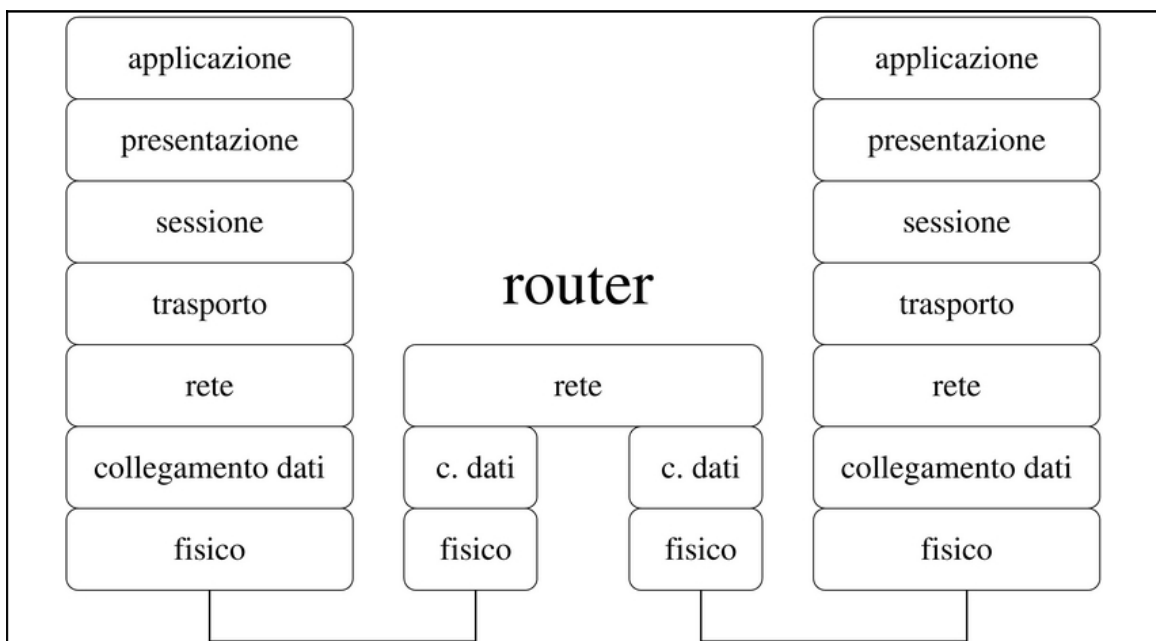 applicazione
presentazione
sessione
trasporto
rete
collegamento dati
fisico
router
rete
c. dati
c. dati
fisico
fisico
applicazione
presentazione
sessione
trasporto
rete
collegamento dati
fisico